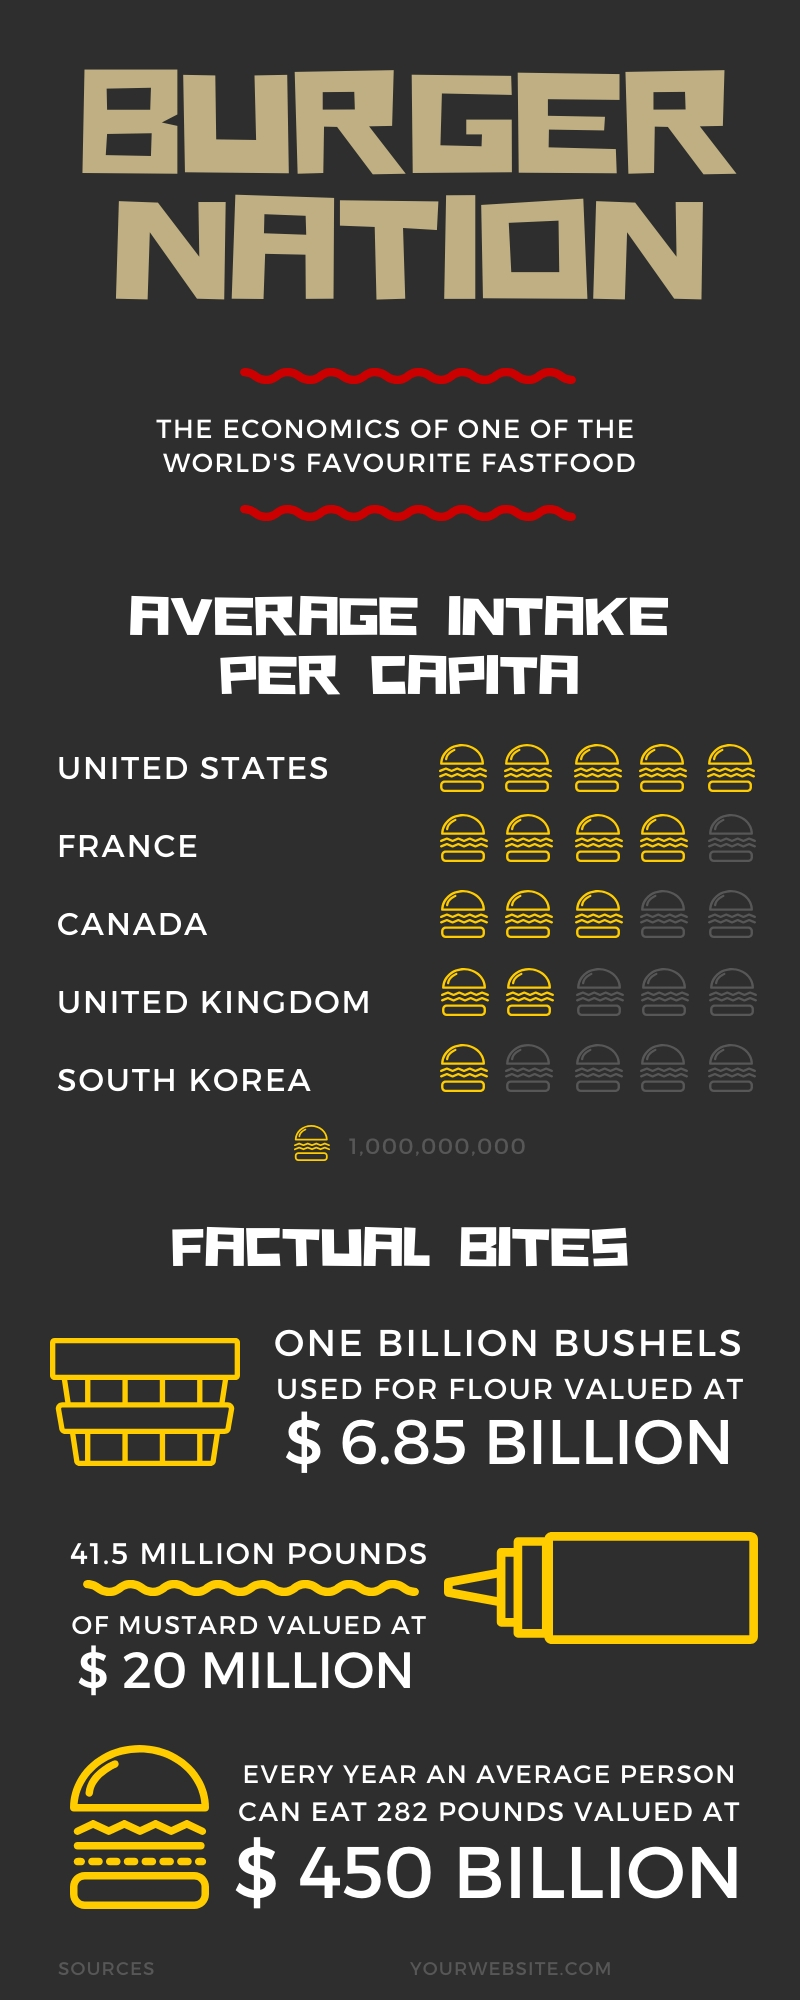 BURGER
NATION
THE ECONOMICS OF ONE OF THE
WORLD'S FAVOURITE FASTFOOD
AVERAGE INTAKE
PER CAPITA
UNITED STATES
FRANCE
CANADA
UNITED KINGDOM
SOUTH KOREA
1,000,000,000
FACTUAL BITES
ONE BILLION BUSHELS
USED FOR FLOUR VALUED AT
$ 6.85 BILLION
41.5 MILLION POUNDS
OF MUSTARD VALUED AT
$ 20 MILLION
EVERY YEAR AN AVERAGE PERSON
CAN EAT 282 POUNDS VALUED AT
$ 450 BILLION
SOURCES
YOURWEBSITE.COM